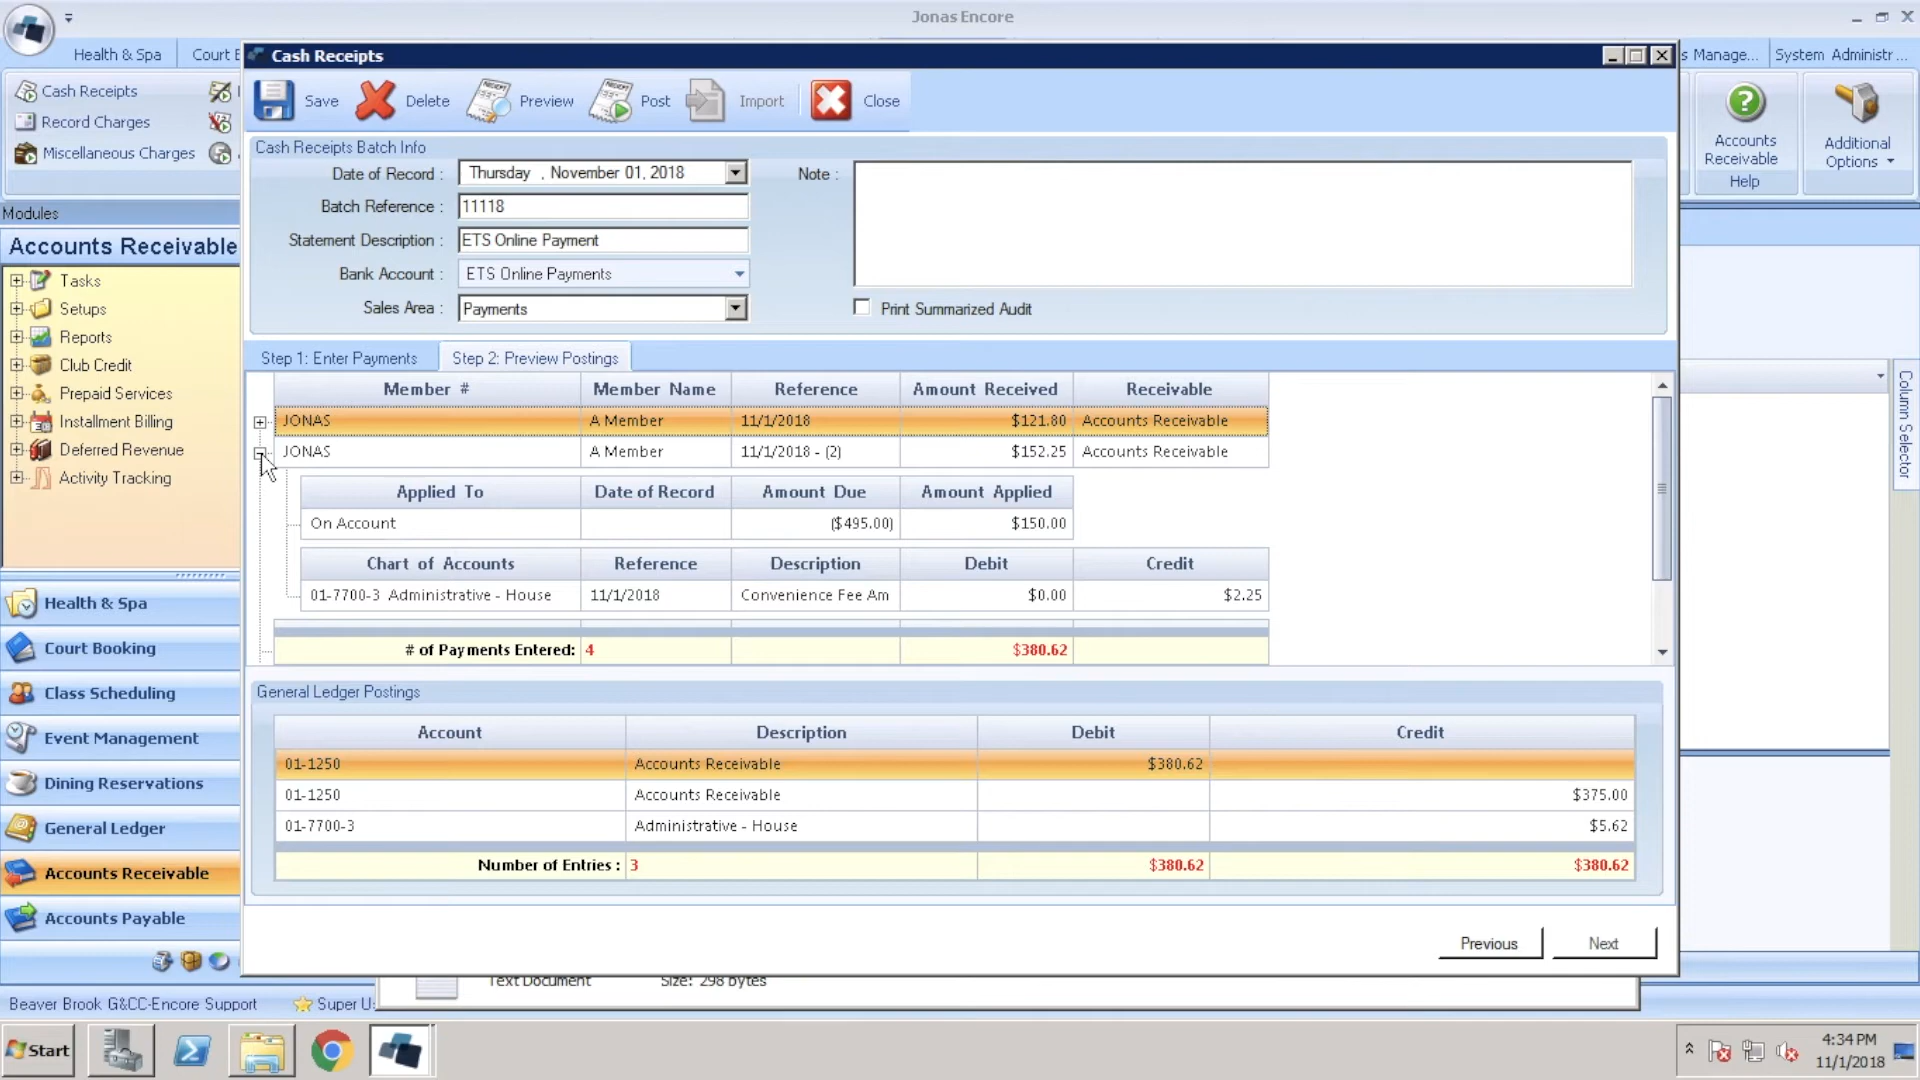 Jonas Encore
Health & Spa
Court E
Cash Receipts
s Manage...
System Administr...
Cash Receipts
Record Charges
Miscellaneous Charges
Save
Delete
Preview
Post
Import
Close
Accounts
Receivable
Help
Additional
Options
Cash Receipts Batch Info
Date of Record :
Thursday , November 01, 2018
Note :
Batch Reference :
11118
Statement Description :
ETS Online Payment
Bank Account :
ETS Online Payments
Sales Area :
Payments
Print Summarized Audit
Modules
Accounts Receivable
Tasks
Setups
Reports
Club Credit
Prepaid Services
Installment Billing
Deferred Revenue
Activity Tracking
Health & Spa
Court Booking
Class Scheduling
Event Management
Dining Reservations
General Ledger
Accounts Receivable
Accounts Payable
Step 1: Enter Payments
Step 2: Preview Postings
Column Selector
Member # Member Name Reference Amount Received Receivable
JONAS A Member 11/1/2018 $121.80 Accounts Receivable
JONAS A Member 11/1/2018 - (2) $152.25 Accounts Receivable
Applied To Date of Record Amount Due Amount Applied
On Account ($495.00) $150.00
Chart of Accounts Reference Description Debit Credit
01-7700-3 Administrative - House 11/1/2018 Convenience Fee Am $0.00 $2.25
# of Payments Entered: 4 $380.62
General Ledger Postings
Account Description Debit Credit
01-1250 Accounts Receivable $380.62
01-1250 Accounts Receivable $375.00
01-7700-3 Administrative - House $5.62
Number of Entries : 3 $380.62 $380.62
Previous
Next
Text Document
Size: 298 bytes
Beaver Brook G&CC-Encore Support
Super U
Start
4:34 PM
11/1/2018